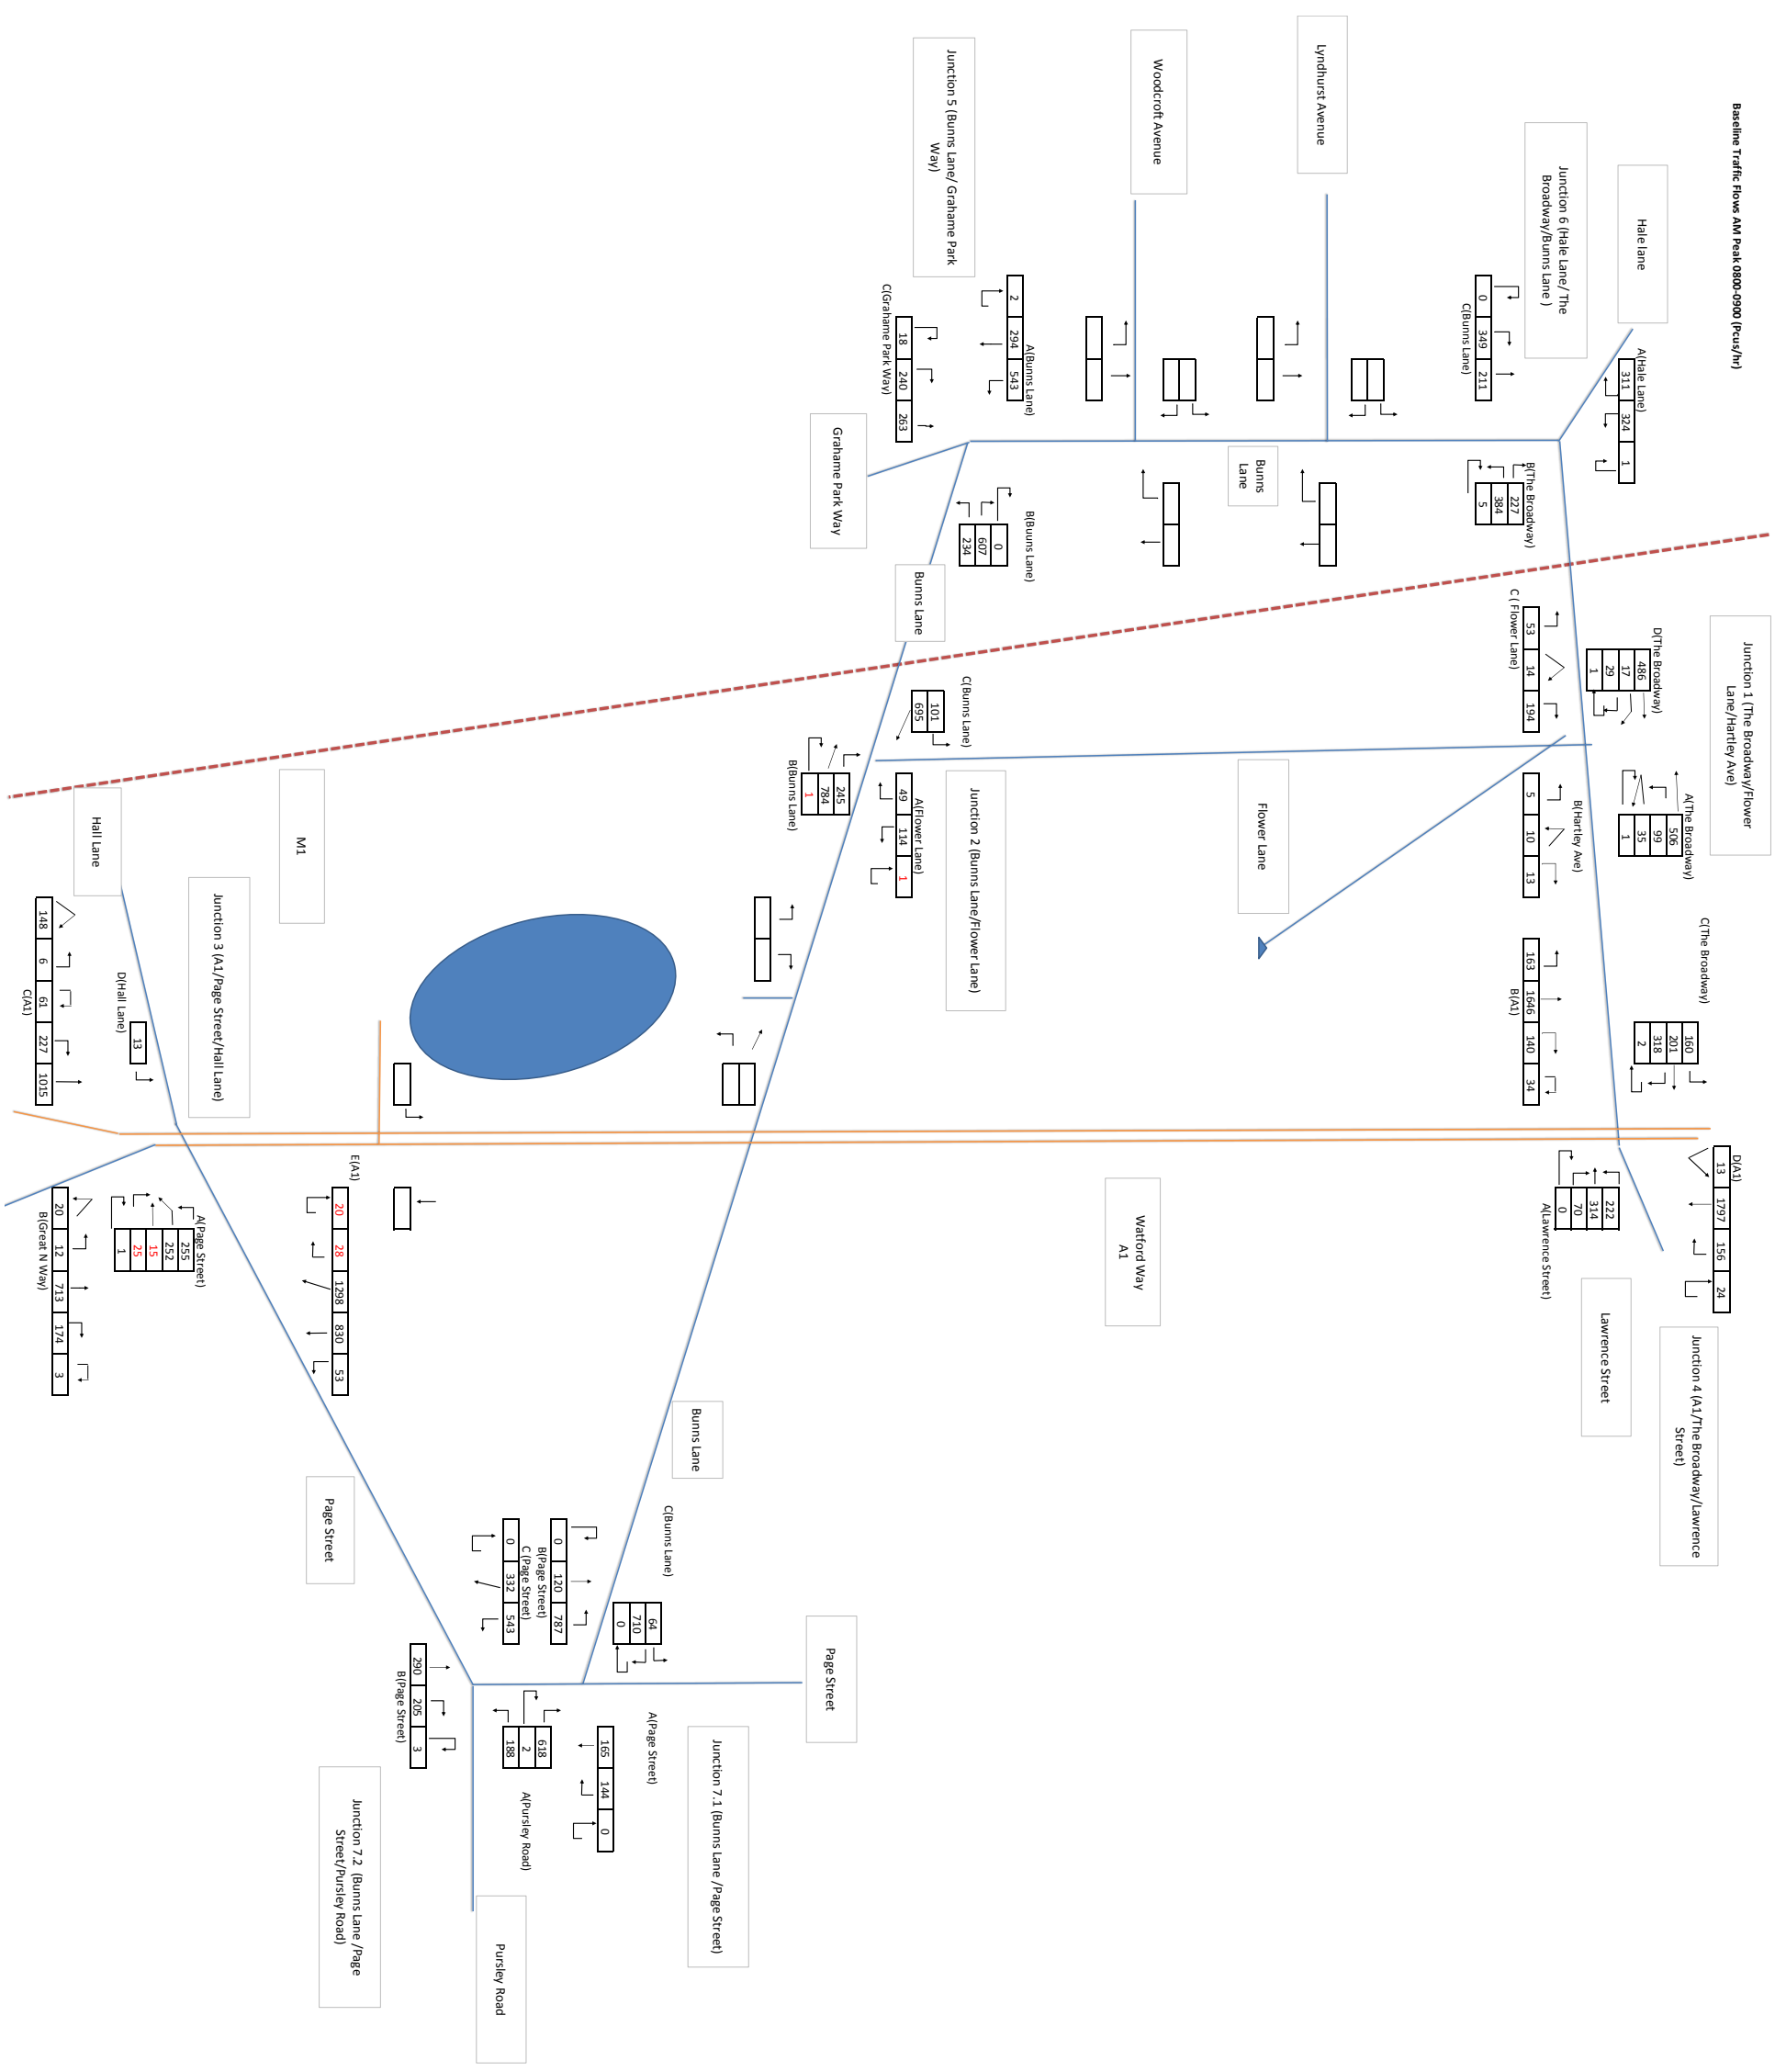 Baseline Traffic Flows AM Peak 0800-0900 (Pcus/hr)
Hale lane
Junction 6 (Hale Lane/ The
Broadway/Bunns Lane )
A(Hale Lane)
311 324 1
B(The Broadway)
227
384
5
C(Bunns Lane)
0 349 211
Lyndhurst Avenue
Woodcroft Avenue
Bunns
Lane
Junction 5 (Bunns Lane/ Grahame Park
Way)
A(Bunns Lane)
2 294 543
B(Buuns Lane)
0
607
234
C(Grahame Park Way)
18 240 263
Grahame Park Way
Bunns Lane
Junction 1 (The Broadway/Flower
Lane/Hartley Ave)
D(The Broadway)
486
17
29
1
A(The Broadway)
506
99
35
1
C ( Flower Lane)
53 14 194
B(Hartley Ave)
5 10 13
Flower Lane
Junction 2 (Bunns Lane/Flower Lane)
C(Bunns Lane)
101
695
A(Flower Lane)
49 114 1
B(Bunns Lane)
245
784
1
C(The Broadway)
160
201
318
2
B(A1)
163 1646 140 34
D(A1)
13 1797 156 24
A(Lawrence Street)
222
314
70
0
Lawrence Street
Junction 4 (A1/The Broadway/Lawrence
Street)
Watford Way
A1
M1
Hall Lane
Junction 3 (A1/Page Street/Hall Lane)
D(Hall Lane)
13
C(A1)
148 6 61 227 1015
E(A1)
20 28 1298 830 53
A(Page Street)
255
252
15
25
1
B(Great N Way)
20 12 713 174 3
Page Street
Bunns Lane
C(Bunns Lane)
64
710
0
B(Page Street)
0 120 787
C (Page Street)
0 332 543
Page Street
Junction 7.1 (Bunns Lane /Page Street)
A(Page Street)
165 144 0
A(Pursley Road)
618
2
188
B(Page Street)
290 205 3
Junction 7.2 (Bunns Lane /Page
Street/Pursley Road)
Pursley Road